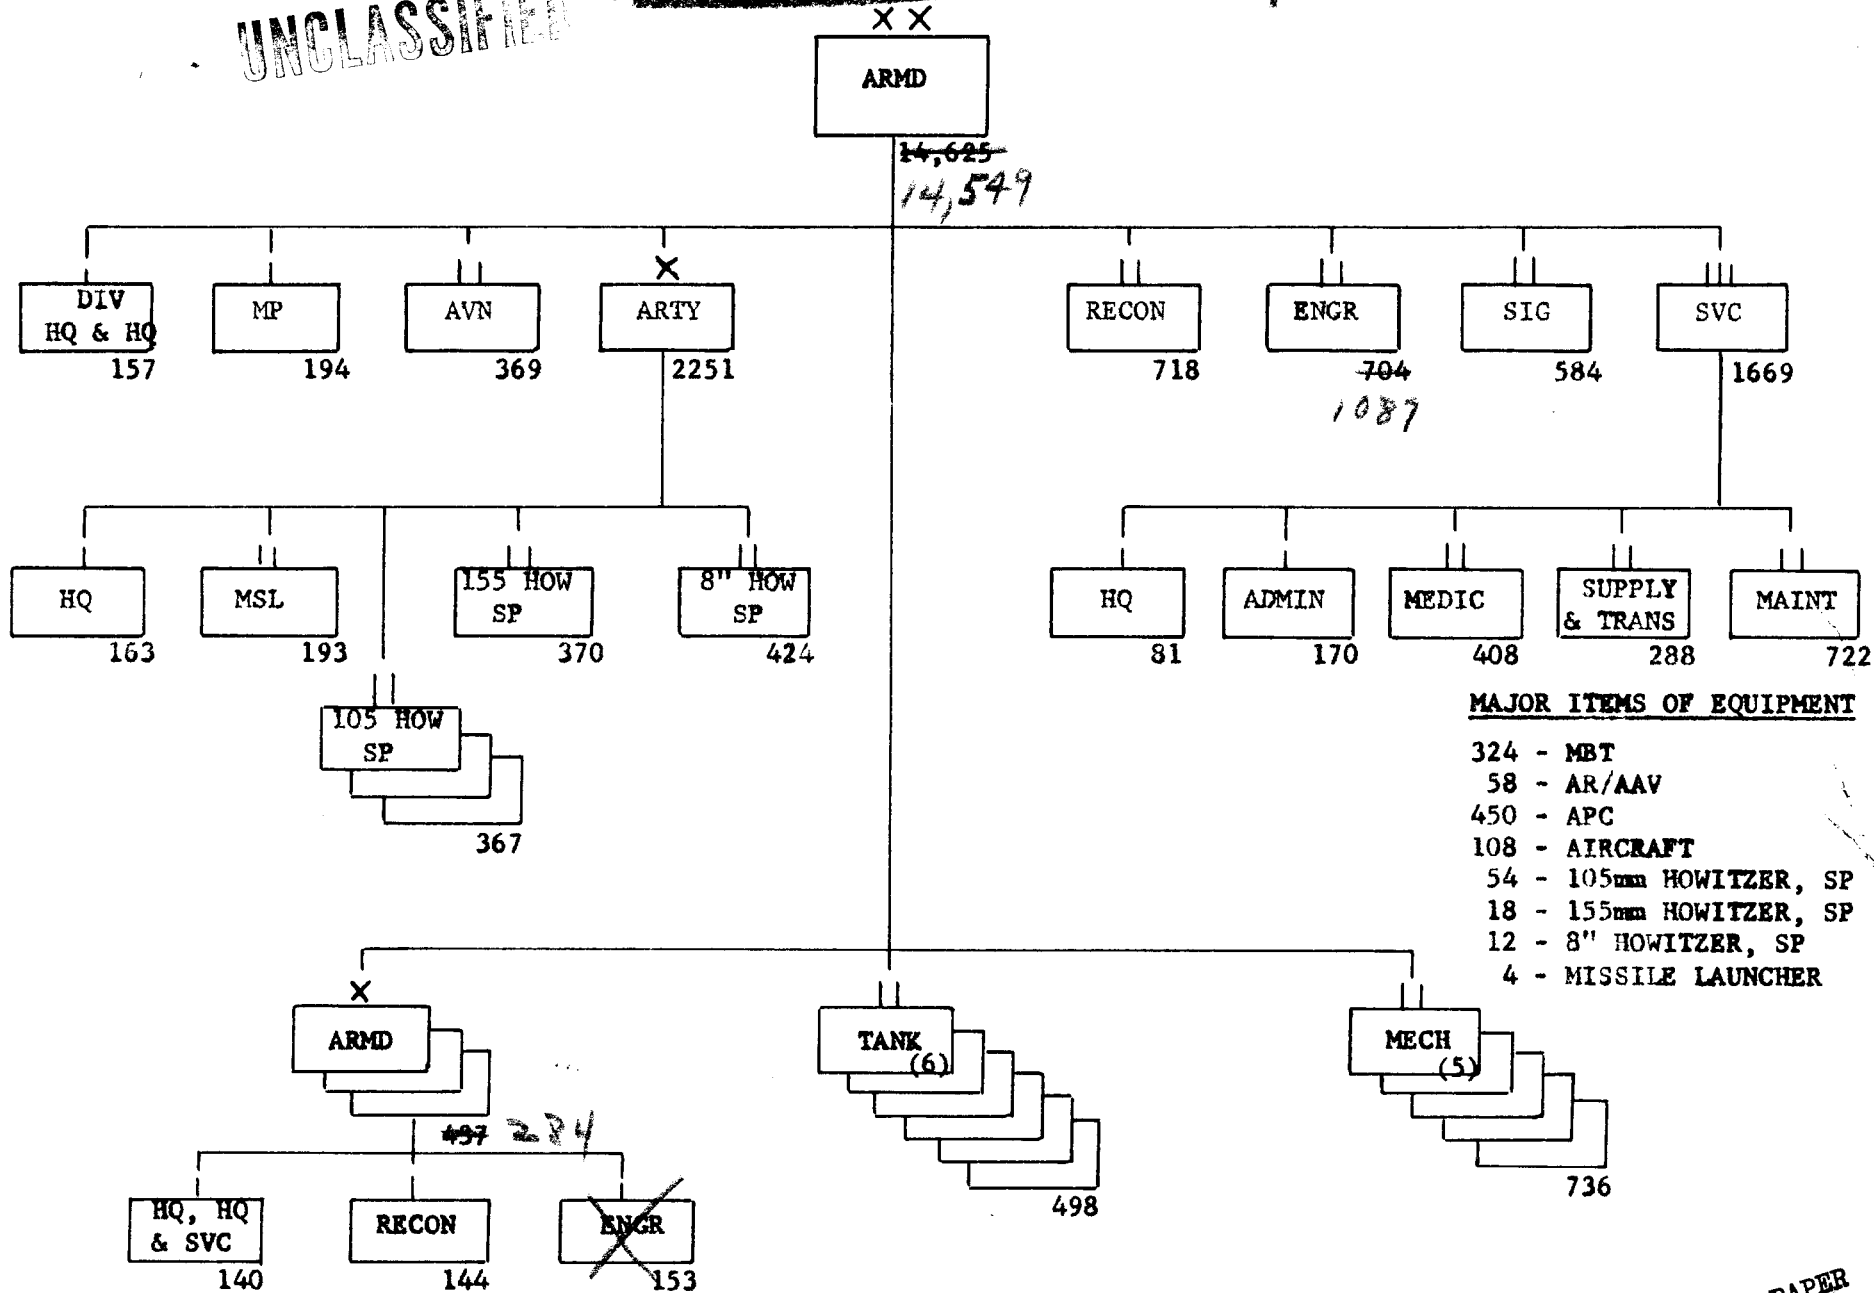 UNCLASSIFIED
ARMD
14,625
14,549
DIV
HQ & HQ
157
MP
194
AVN
369
ARTY
2251
RECON
718
ENGR
704
1087
SIG
584
SVC
1669
HQ
163
MSL
193
155 HOW
SP
370
8" HOW
SP
424
105 HOW
SP
367
HQ
81
ADMIN
170
MEDIC
408
SUPPLY
& TRANS
288
MAINT
722
MAJOR ITEMS OF EQUIPMENT
324 - MBT
58 - AR/AAV
450 - APC
108 - AIRCRAFT
54 - 105mm HOWITZER, SP
18 - 155mm HOWITZER, SP
12 - 8" HOWITZER, SP
4 - MISSILE LAUNCHER
ARMD
437 284
HQ, HQ
& SVC
140
RECON
144
ENGR
153
TANK
(6)
498
MECH
(5)
736
PAPER